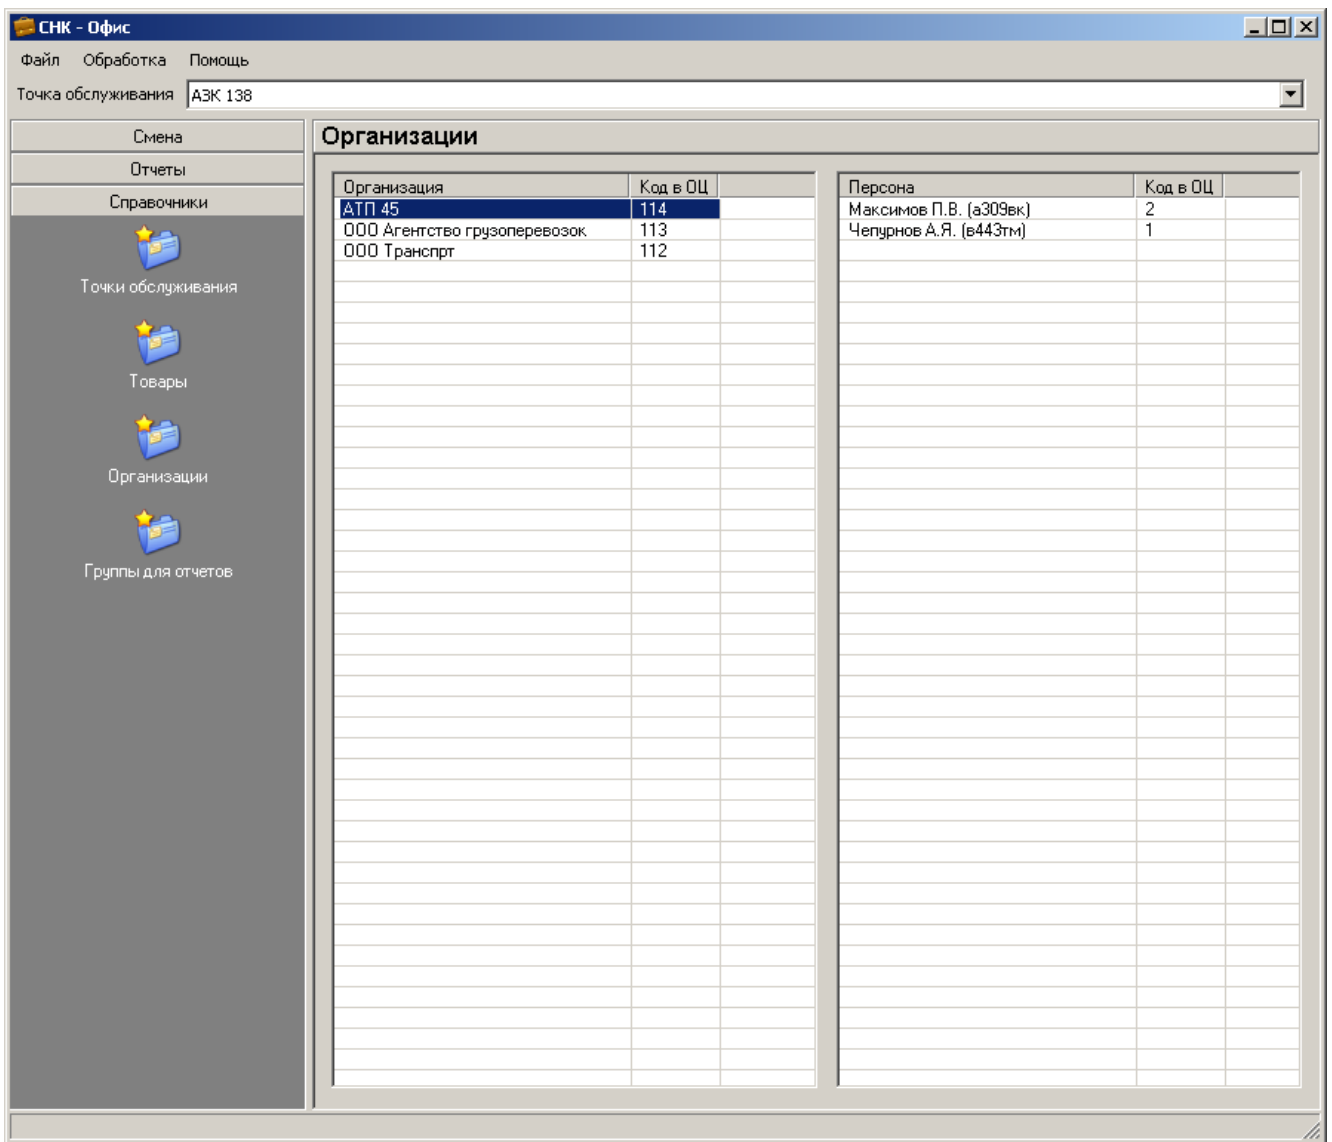 СНК - Офис
Файл Обработка Помощь
Точка обслуживания АЗК 138
Смена
Отчеты
Справочники
Точки обслуживания
Товары
Организации
Группы для отчетов
Организации
Организация Код в ОЦ
АТП 45 114
ООО Агентство грузоперевозок 113
ООО Транспрт 112
Персона Код в ОЦ
Максимов П.В. (а309вк) 2
Чепурнов А.Я. (в443тм) 1